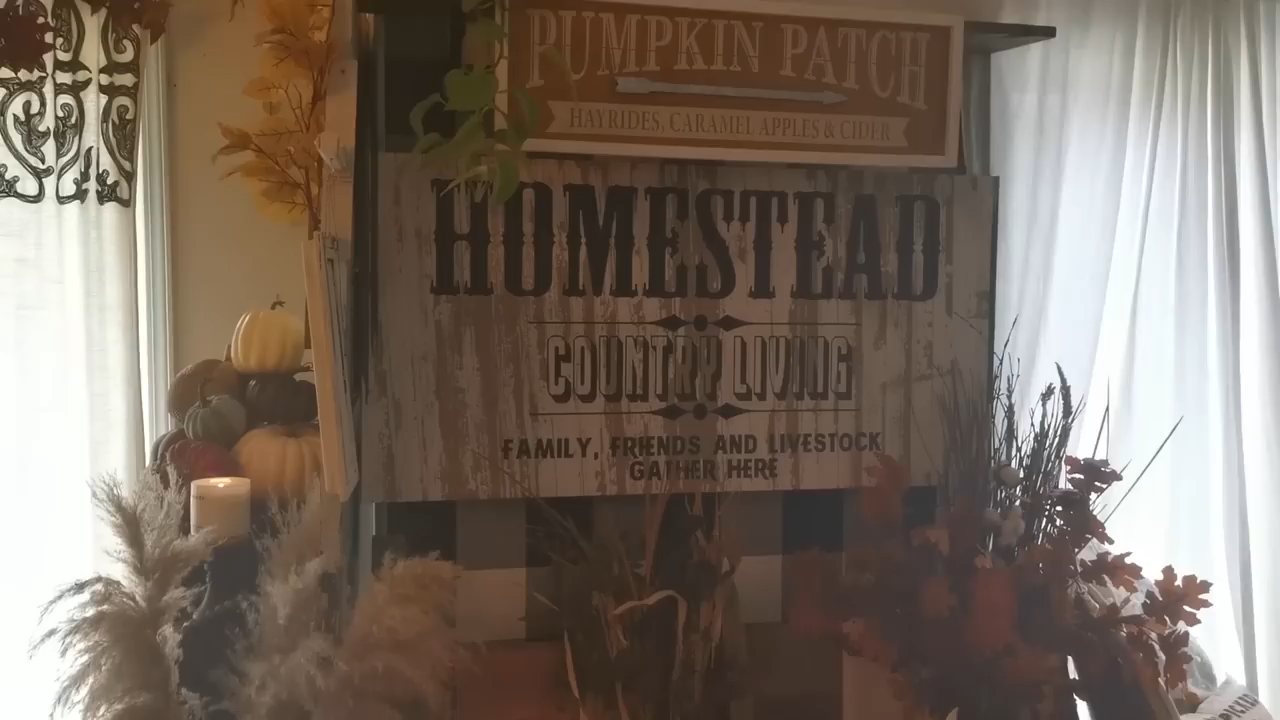 PUMPKIN PATCH
HAYRIDES, CARAMEL APPLES & CIDER
HOMESTEAD
COUNTRY LIVING
FAMILY, FRIENDS AND LIVESTOCK
GATHER HERE